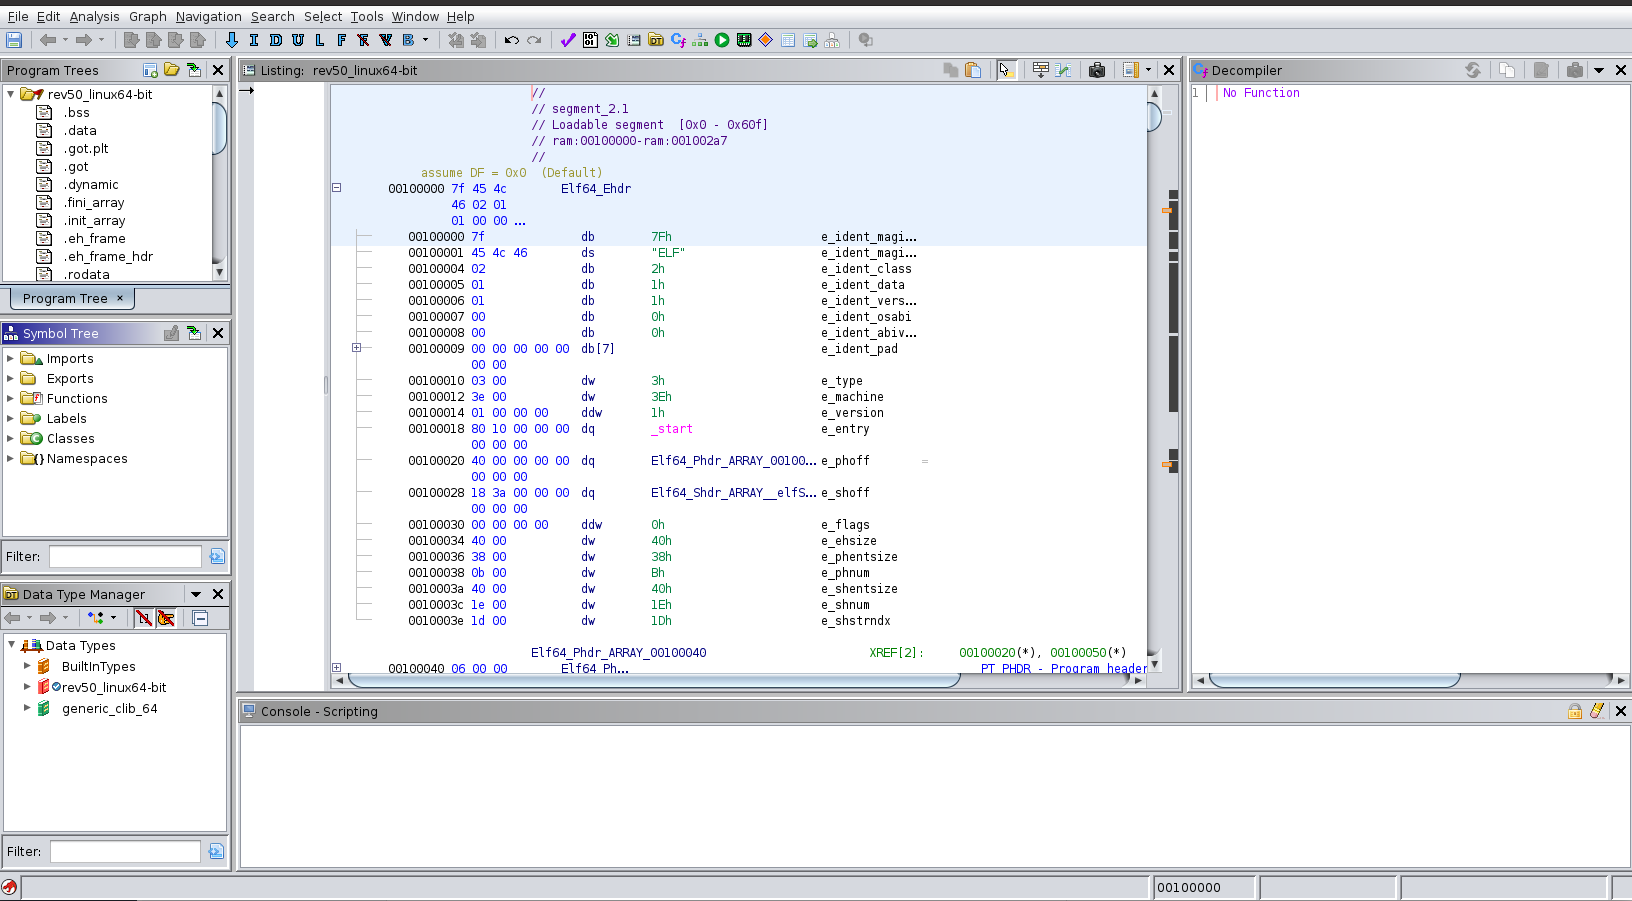 File Edit Analysis Graph Navigation Search Select Tools Window Help
I D U L F R V B
Program Trees
rev50_linux64-bit
.bss
.data
.got.plt
.got
.dynamic
.fini_array
.init_array
.eh_frame
.eh_frame_hdr
.rodata
Program Tree ×
Symbol Tree
Imports
Exports
Functions
Labels
Classes
Namespaces
Filter:
Data Type Manager
Data Types
BuiltInTypes
rev50_linux64-bit
generic_clib_64
Filter:
Listing: rev50_linux64-bit
//
// segment_2.1
// Loadable segment [0x0 - 0x60f]
// ram:00100000-ram:001002a7
//
assume DF = 0x0 (Default)
00100000 7f 45 4c Elf64_Ehdr
46 02 01
01 00 00 ...
00100000 7f db 7Fh e_ident_magi...
00100001 45 4c 46 ds "ELF" e_ident_magi...
00100004 02 db 2h e_ident_class
00100005 01 db 1h e_ident_data
00100006 01 db 1h e_ident_vers...
00100007 00 db 0h e_ident_osabi
00100008 00 db 0h e_ident_abiv...
00100009 00 00 00 00 00 db[7] e_ident_pad
00 00
00100010 03 00 dw 3h e_type
00100012 3e 00 dw 3Eh e_machine
00100014 01 00 00 00 ddw 1h e_version
00100018 80 10 00 00 00 dq _start e_entry
00 00 00
00100020 40 00 00 00 00 dq Elf64_Phdr_ARRAY_00100... e_phoff =
00 00 00
00100028 18 3a 00 00 00 dq Elf64_Shdr_ARRAY__elfS... e_shoff
00 00 00
00100030 00 00 00 00 ddw 0h e_flags
00100034 40 00 dw 40h e_ehsize
00100036 38 00 dw 38h e_phentsize
00100038 0b 00 dw Bh e_phnum
0010003a 40 00 dw 40h e_shentsize
0010003c 1e 00 dw 1Eh e_shnum
0010003e 1d 00 dw 1Dh e_shstrndx
Elf64_Phdr_ARRAY_00100040 XREF[2]: 00100020(*), 00100050(*)
00100040 06 00 00 Elf64_Ph... PT_PHDR - Program header
Decompiler
1 No Function
Console - Scripting
00100000